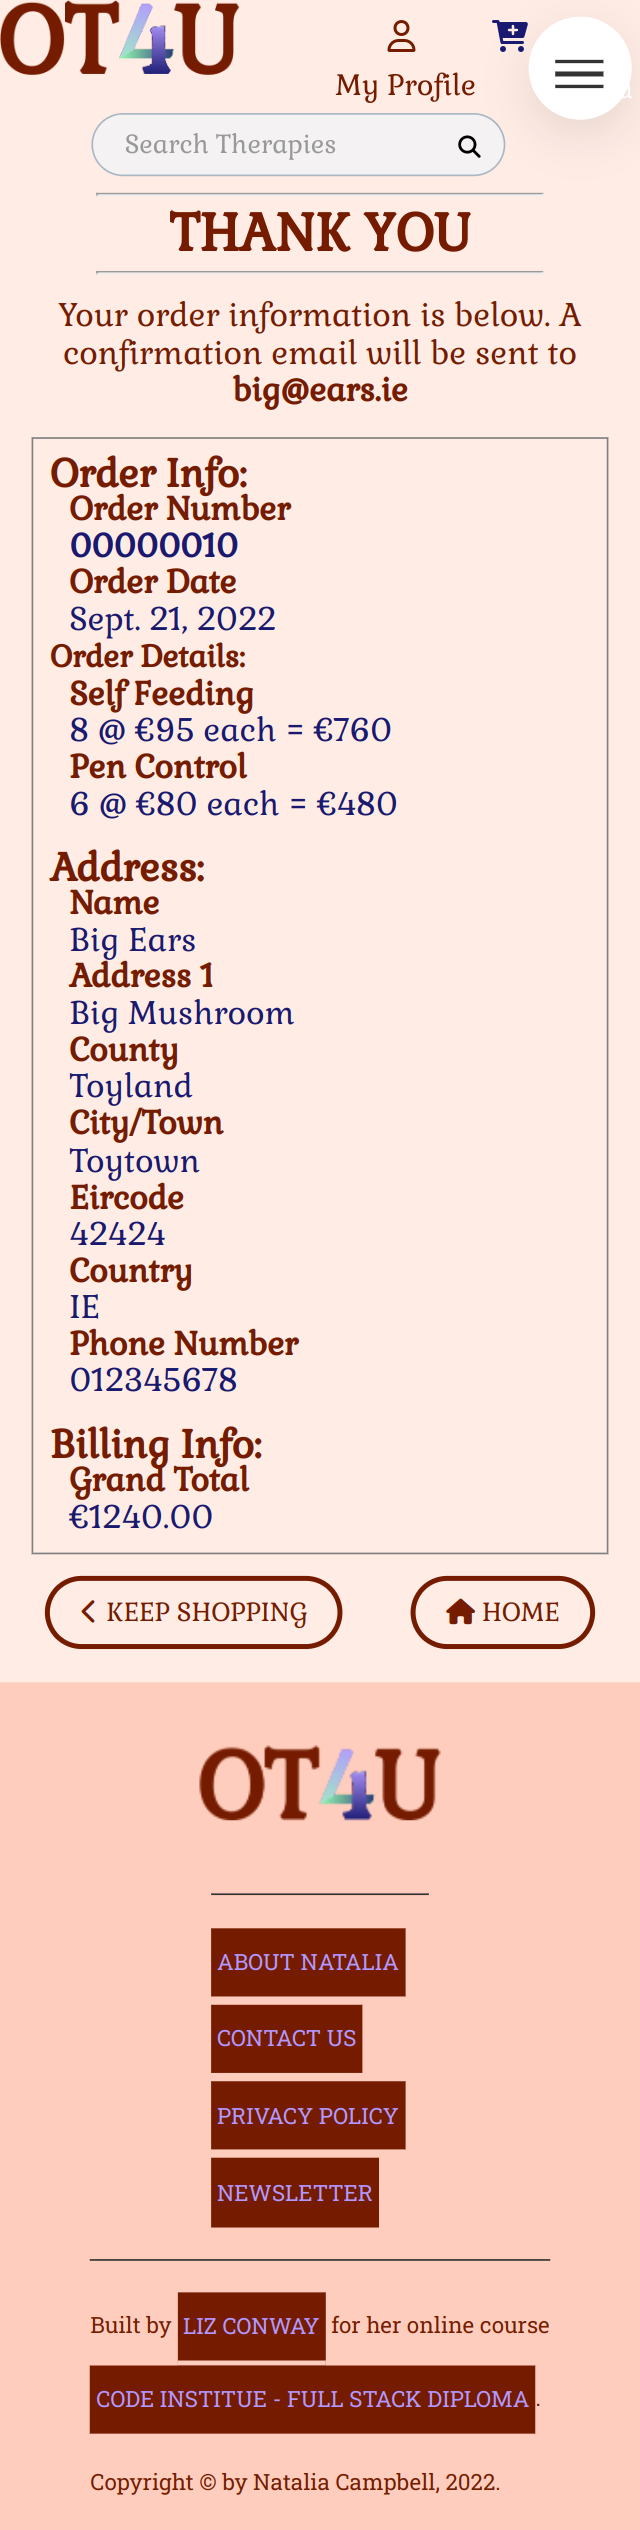 OT4U
My Profile
Search Therapies
THANK YOU
Your order information is below. A
confirmation email will be sent to
big@ears.ie
Order Info:
Order Number
00000010
Order Date
Sept. 21, 2022
Order Details:
Self Feeding
8 @ €95 each = €760
Pen Control
6 @ €80 each = €480
Address:
Name
Big Ears
Address 1
Big Mushroom
County
Toyland
City/Town
Toytown
Eircode
42424
Country
IE
Phone Number
012345678
Billing Info:
Grand Total
€1240.00
KEEP SHOPPING
HOME
OT4U
ABOUT NATALIA
CONTACT US
PRIVACY POLICY
NEWSLETTER
Built by LIZ CONWAY for her online course
CODE INSTITUE - FULL STACK DIPLOMA .
Copyright © by Natalia Campbell, 2022.